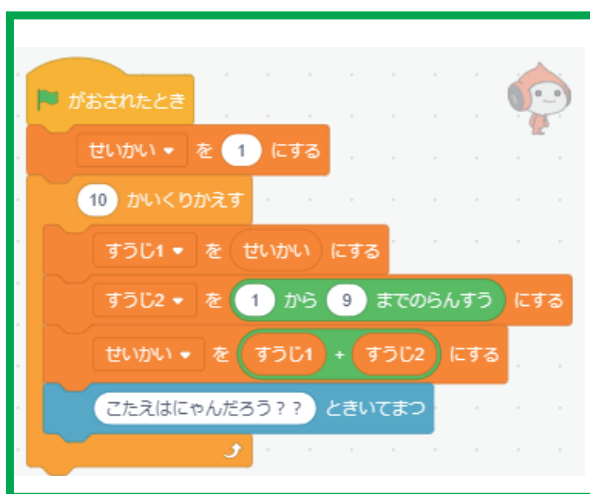 がおされたとき
せいかい を 1 にする
10 かいくりかえす
すうじ1 を せいかい にする
すうじ2 を 1 から 9 までのらんすう にする
せいかい を すうじ1 + すうじ2 にする
こたえはにゃんだろう？？ ときいてまつ